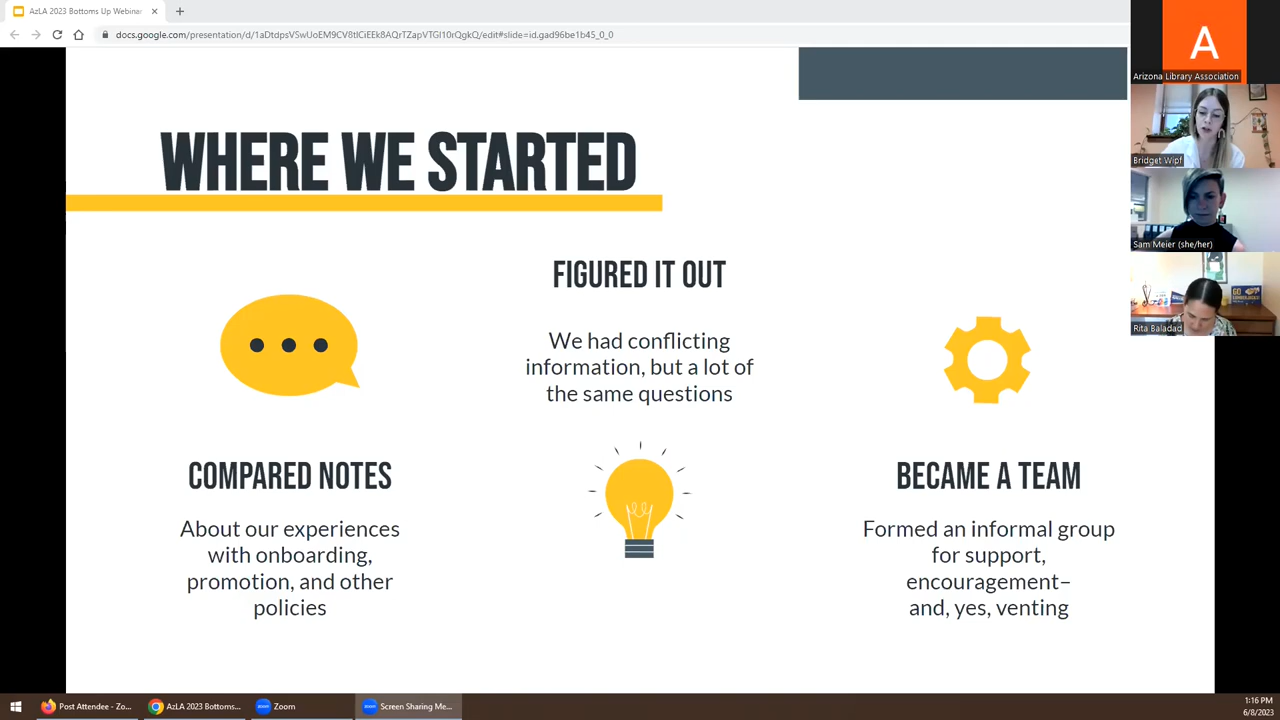 AzLA 2023 Bottoms Up Webinar
docs.google.com/presentation/d/1aDtdpsVSwUoEM9CV8tICiEEk8AQrTZapVTGl10rQgkQ/edit#slide=id.gad96be1b45_0_0
A
Arizona Library Association
Bridget Wipf
Sam Meier (she/her)
Rita Baladad
WHERE WE STARTED
COMPARED NOTES
About our experiences
with onboarding,
promotion, and other
policies
FIGURED IT OUT
We had conflicting
information, but a lot of
the same questions
BECAME A TEAM
Formed an informal group
for support,
encouragement–
and, yes, venting
Post Attendee - Zo...
AzLA 2023 Bottoms...
Zoom
Screen Sharing Me...
1:16 PM
6/8/2023